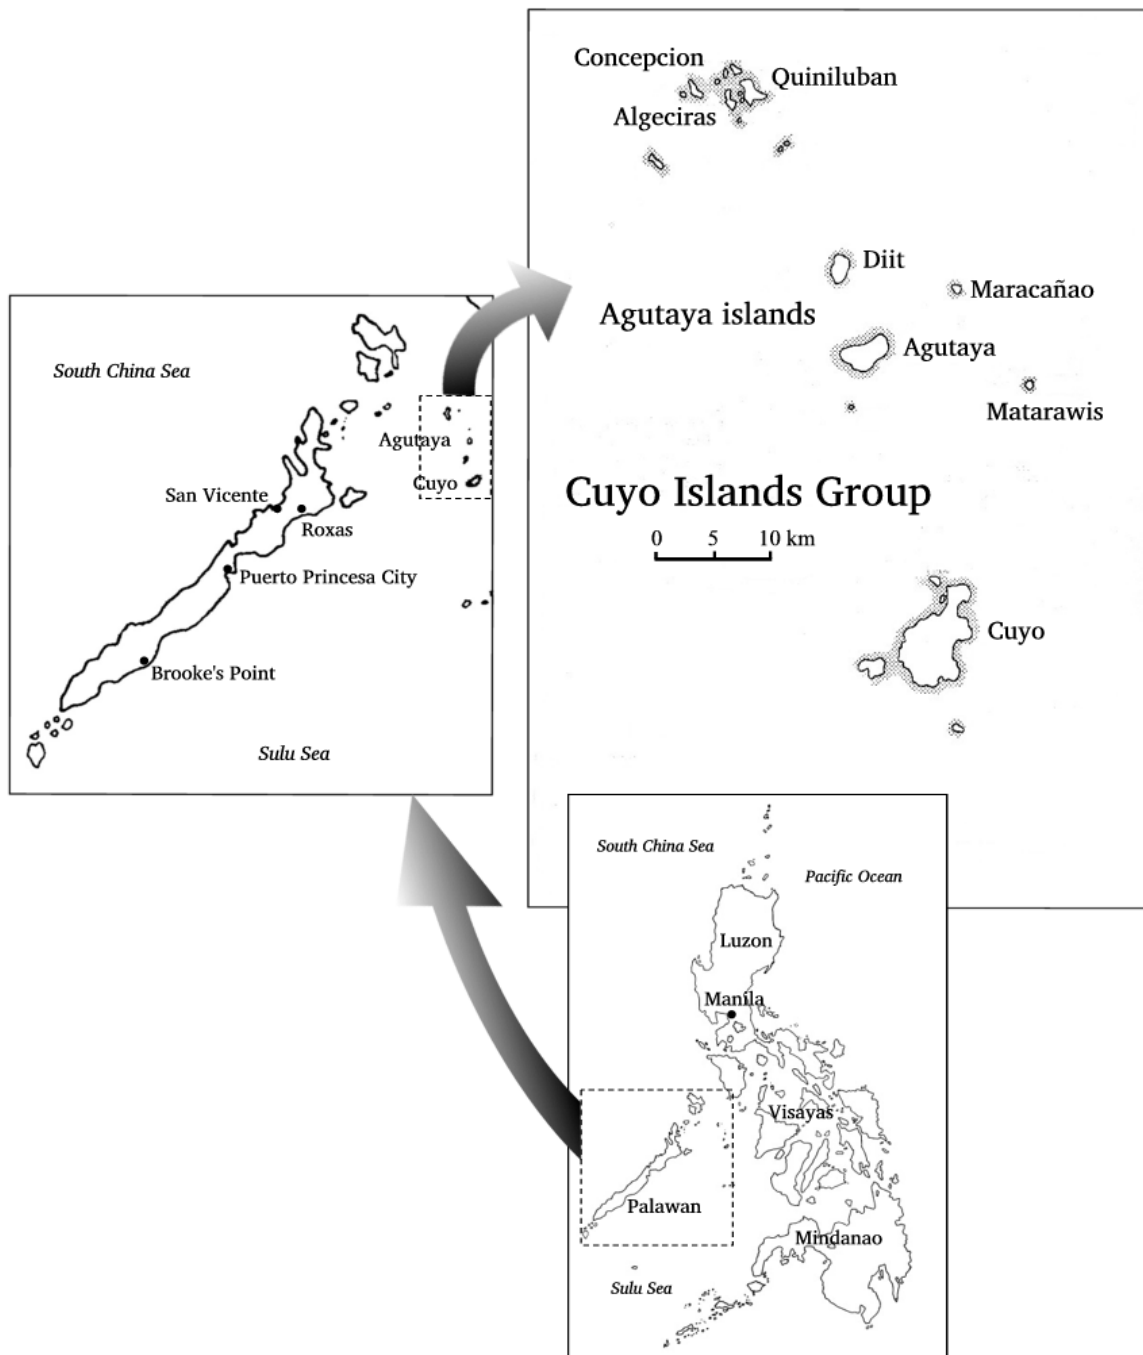 Concepcion
Quiniluban
Algeciras
Diit
Maracañao
Agutaya islands
Agutaya
Matarawis
Cuyo Islands Group
0 5 10 km
Cuyo
South China Sea
Agutaya
Cuyo
San Vicente
Roxas
Puerto Princesa City
Brooke's Point
Sulu Sea
South China Sea
Pacific Ocean
Luzon
Manila
Visayas
Palawan
Mindanao
Sulu Sea